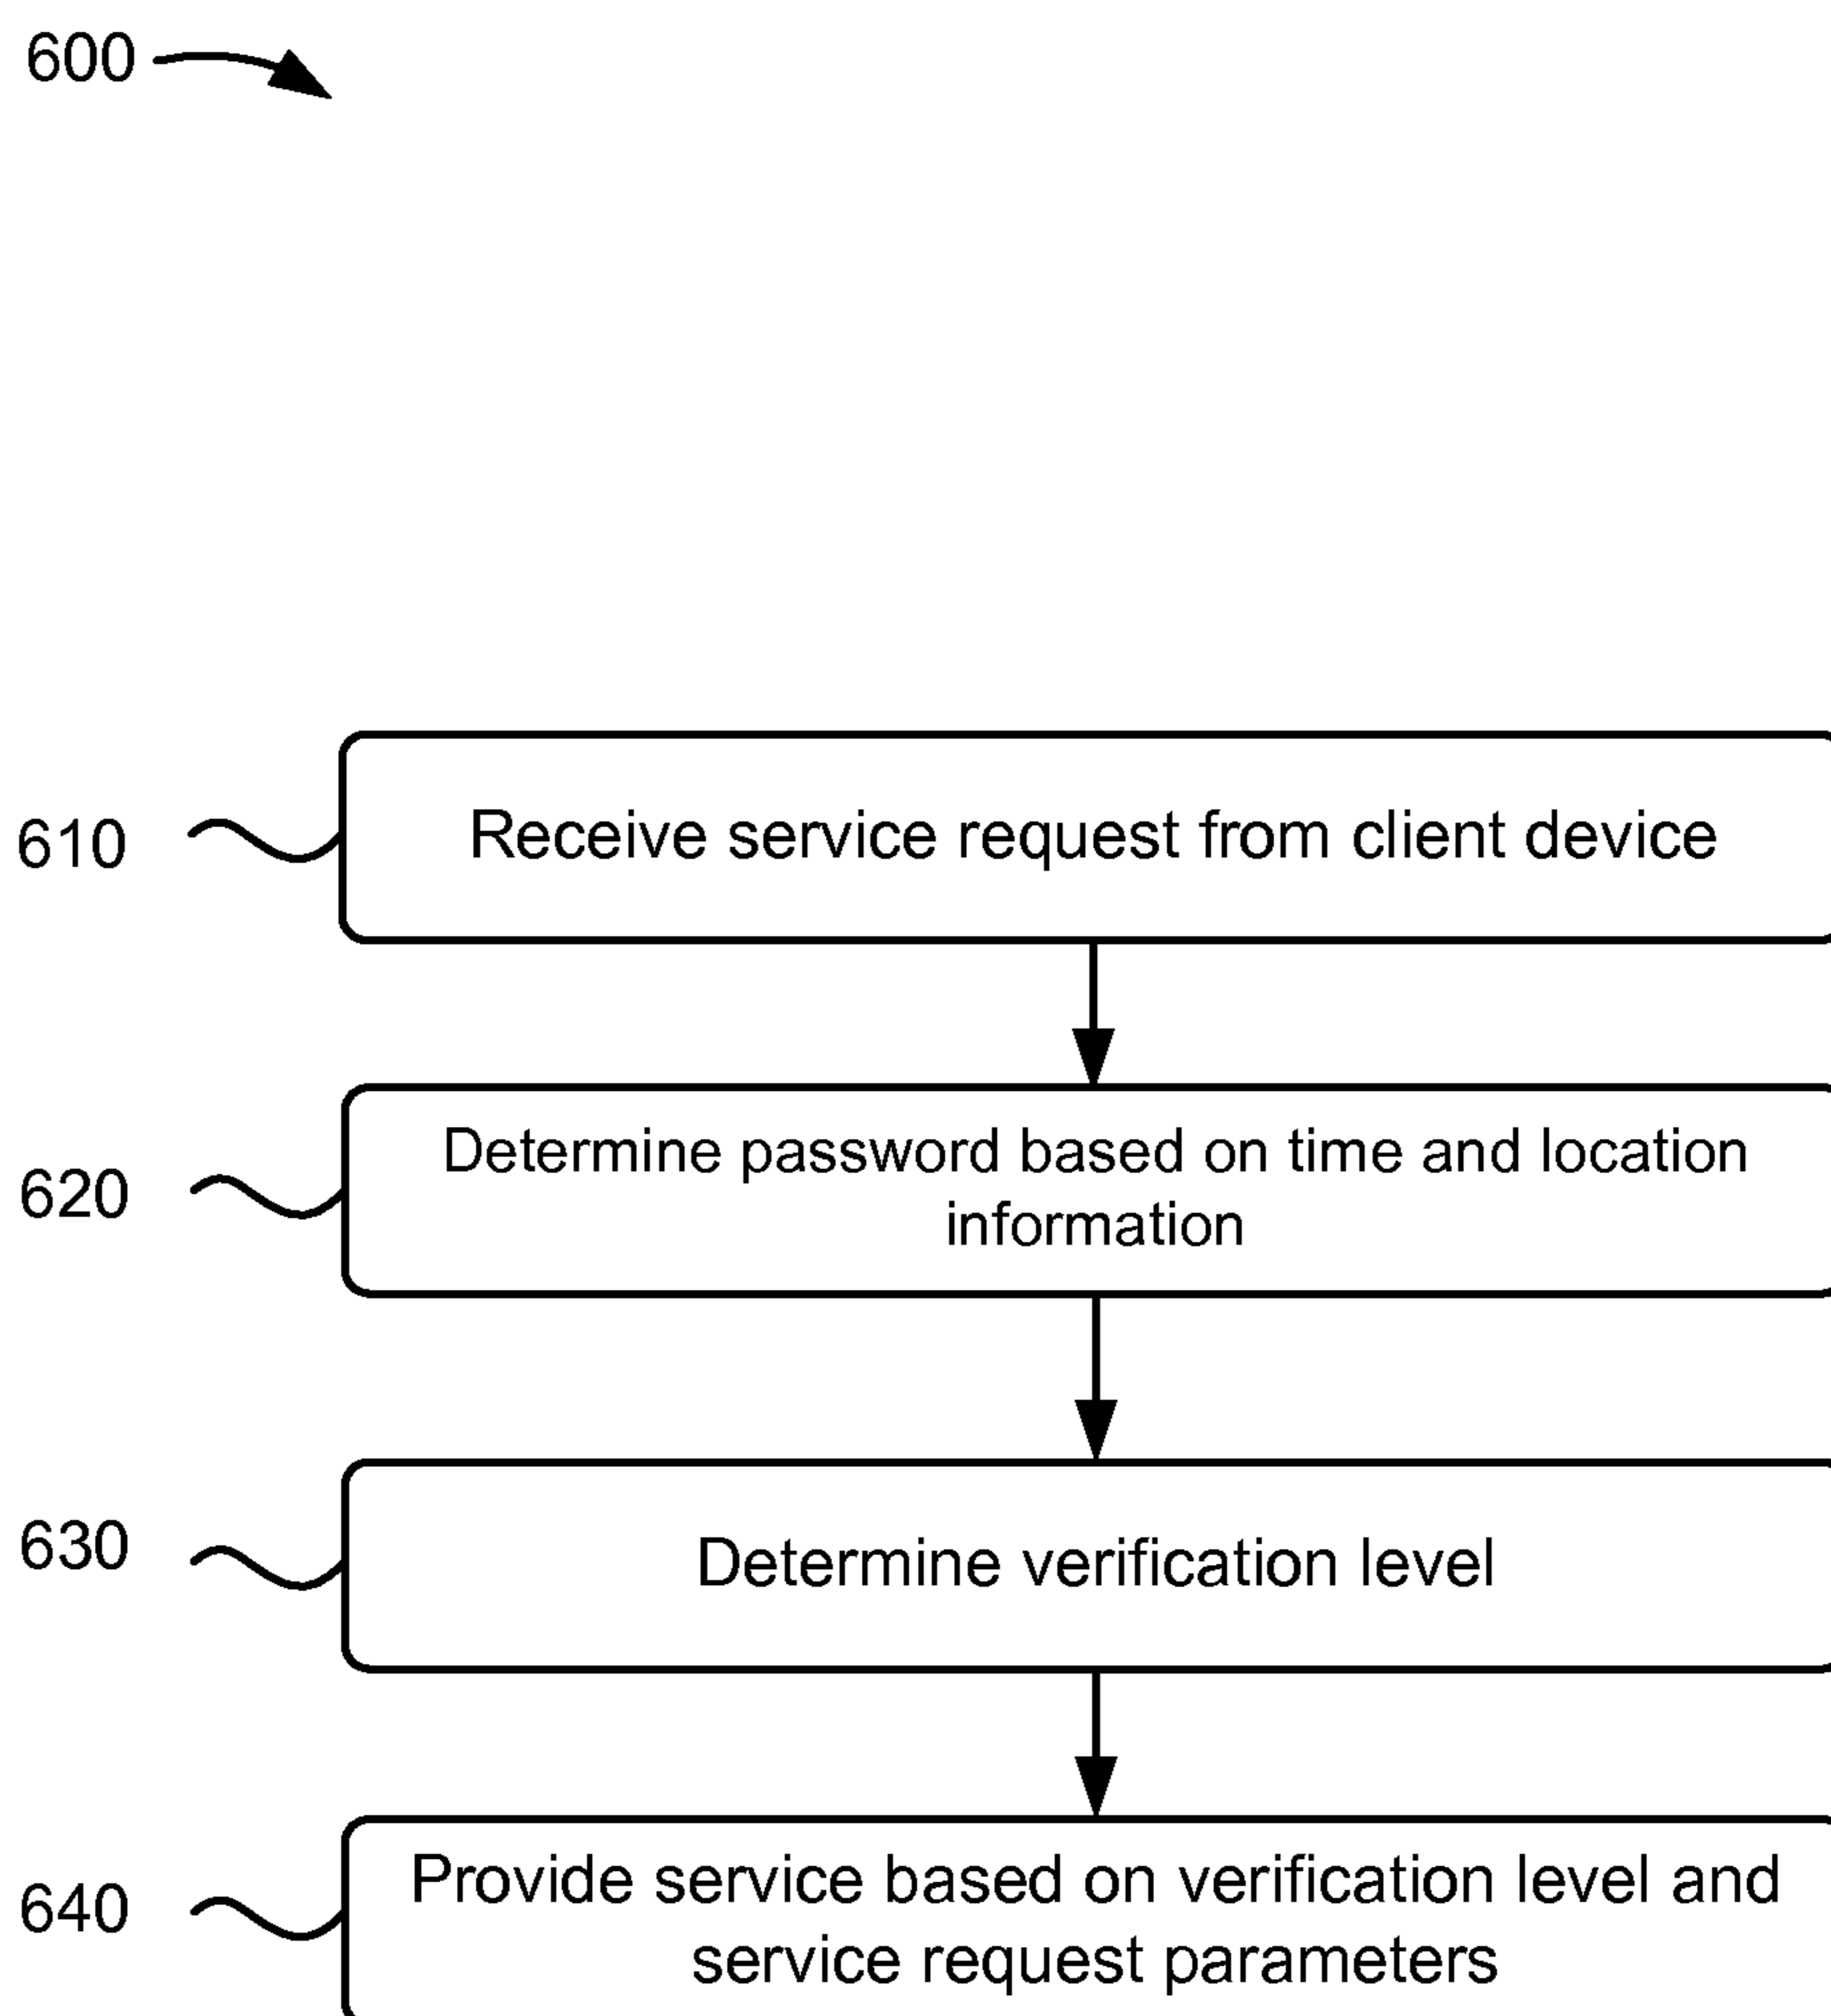 600
610
Receive service request from client device
620
Determine password based on time and location
information
630
Determine verification level
640
Provide service based on verification level and
service request parameters